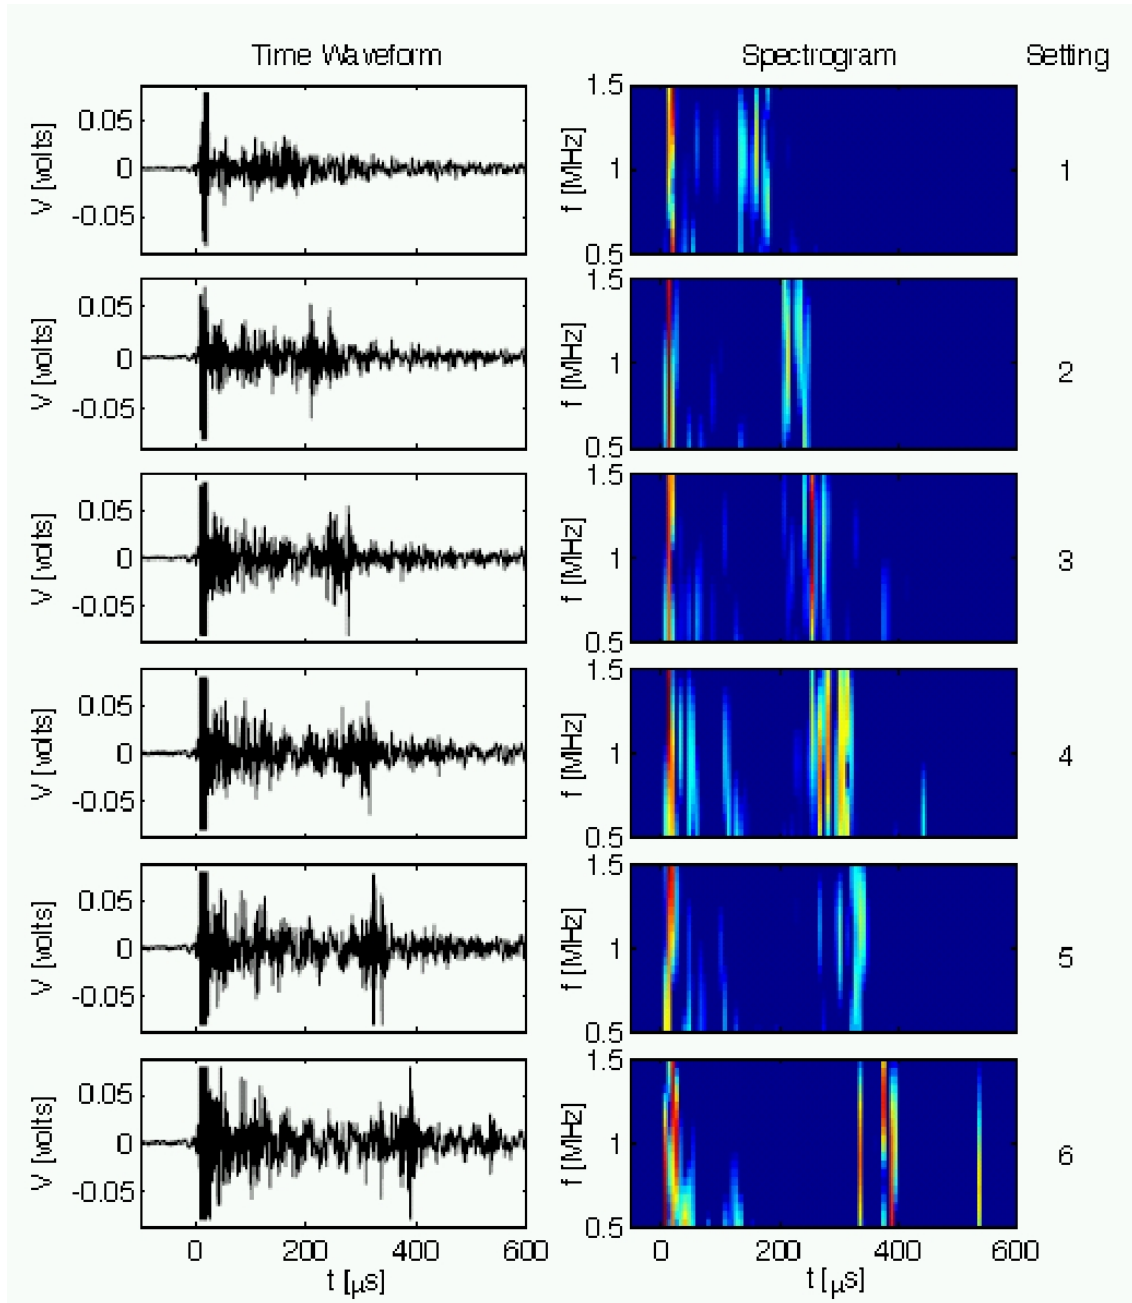 Time Waveform Spectrogram Setting
V [volts] 0.05 0 -0.05 f [MHz] 1.5 1 0.5 1
V [volts] 0.05 0 -0.05 f [MHz] 1.5 1 0.5 2
V [volts] 0.05 0 -0.05 f [MHz] 1.5 1 0.5 3
V [volts] 0.05 0 -0.05 f [MHz] 1.5 1 0.5 4
V [volts] 0.05 0 -0.05 f [MHz] 1.5 1 0.5 5
V [volts] 0.05 0 -0.05 f [MHz] 1.5 1 0.5 6
0 200 400 600 0 200 400 600
t [μs] t [μs]